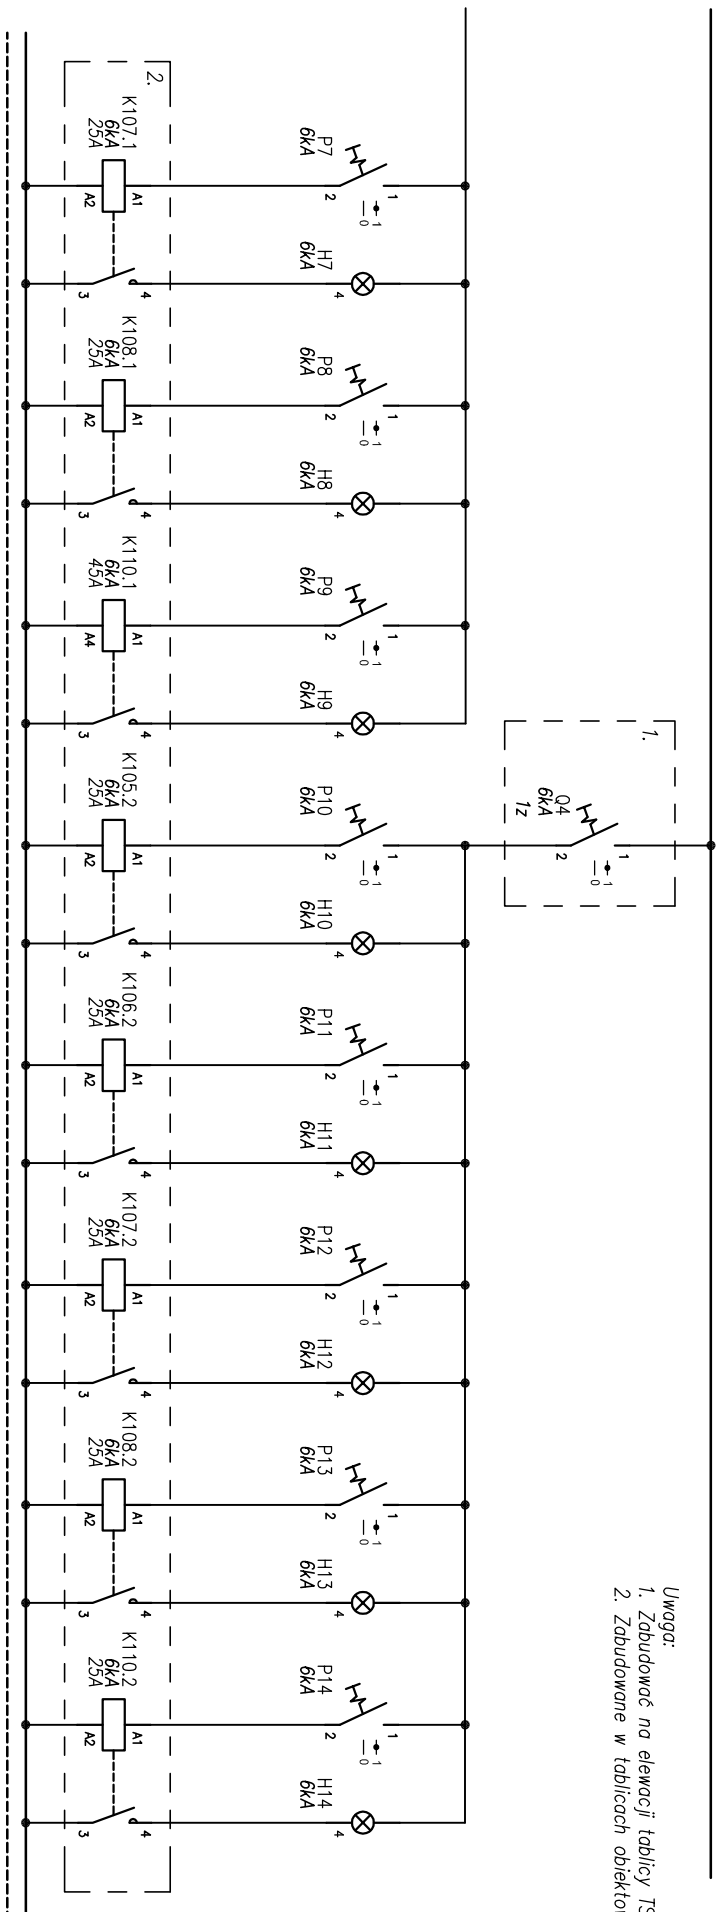 Uwaga:
1. Zabudować na elewacji tablicy
2. Zabudowane w tablicach
1.
Q4
6kA
1z
1
2
1
0
P7
6kA
1
2
1
0
H7
6kA
4
P8
6kA
1
2
1
0
H8
6kA
4
P9
6kA
1
2
1
0
H9
6kA
4
P10
6kA
1
2
1
0
H10
6kA
4
P11
6kA
1
2
1
0
H11
6kA
4
P12
6kA
1
2
1
0
H12
6kA
4
P13
6kA
1
2
1
0
H13
6kA
4
P14
6kA
1
2
1
0
H14
6kA
4
2.
K107.1
6kA
25A
A1
A2
4
3
K108.1
6kA
25A
A1
A2
4
3
K110.1
6kA
45A
A1
A4
4
3
K105.2
6kA
25A
A1
A2
4
3
K106.2
6kA
25A
A1
A2
4
3
K107.2
6kA
25A
A1
A2
4
3
K108.2
6kA
25A
A1
A2
4
3
K110.2
6kA
25A
A1
A2
4
3